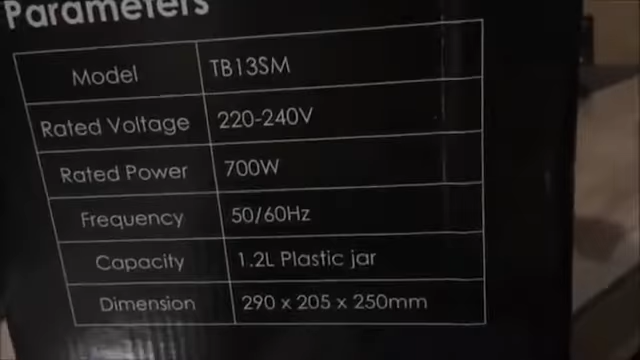 Parameters
Model TB13SM
Rated Voltage 220-240V
Rated Power 700W
Frequency 50/60Hz
Capacity 1.2L Plastic jar
Dimension 290 x 205 x 250mm